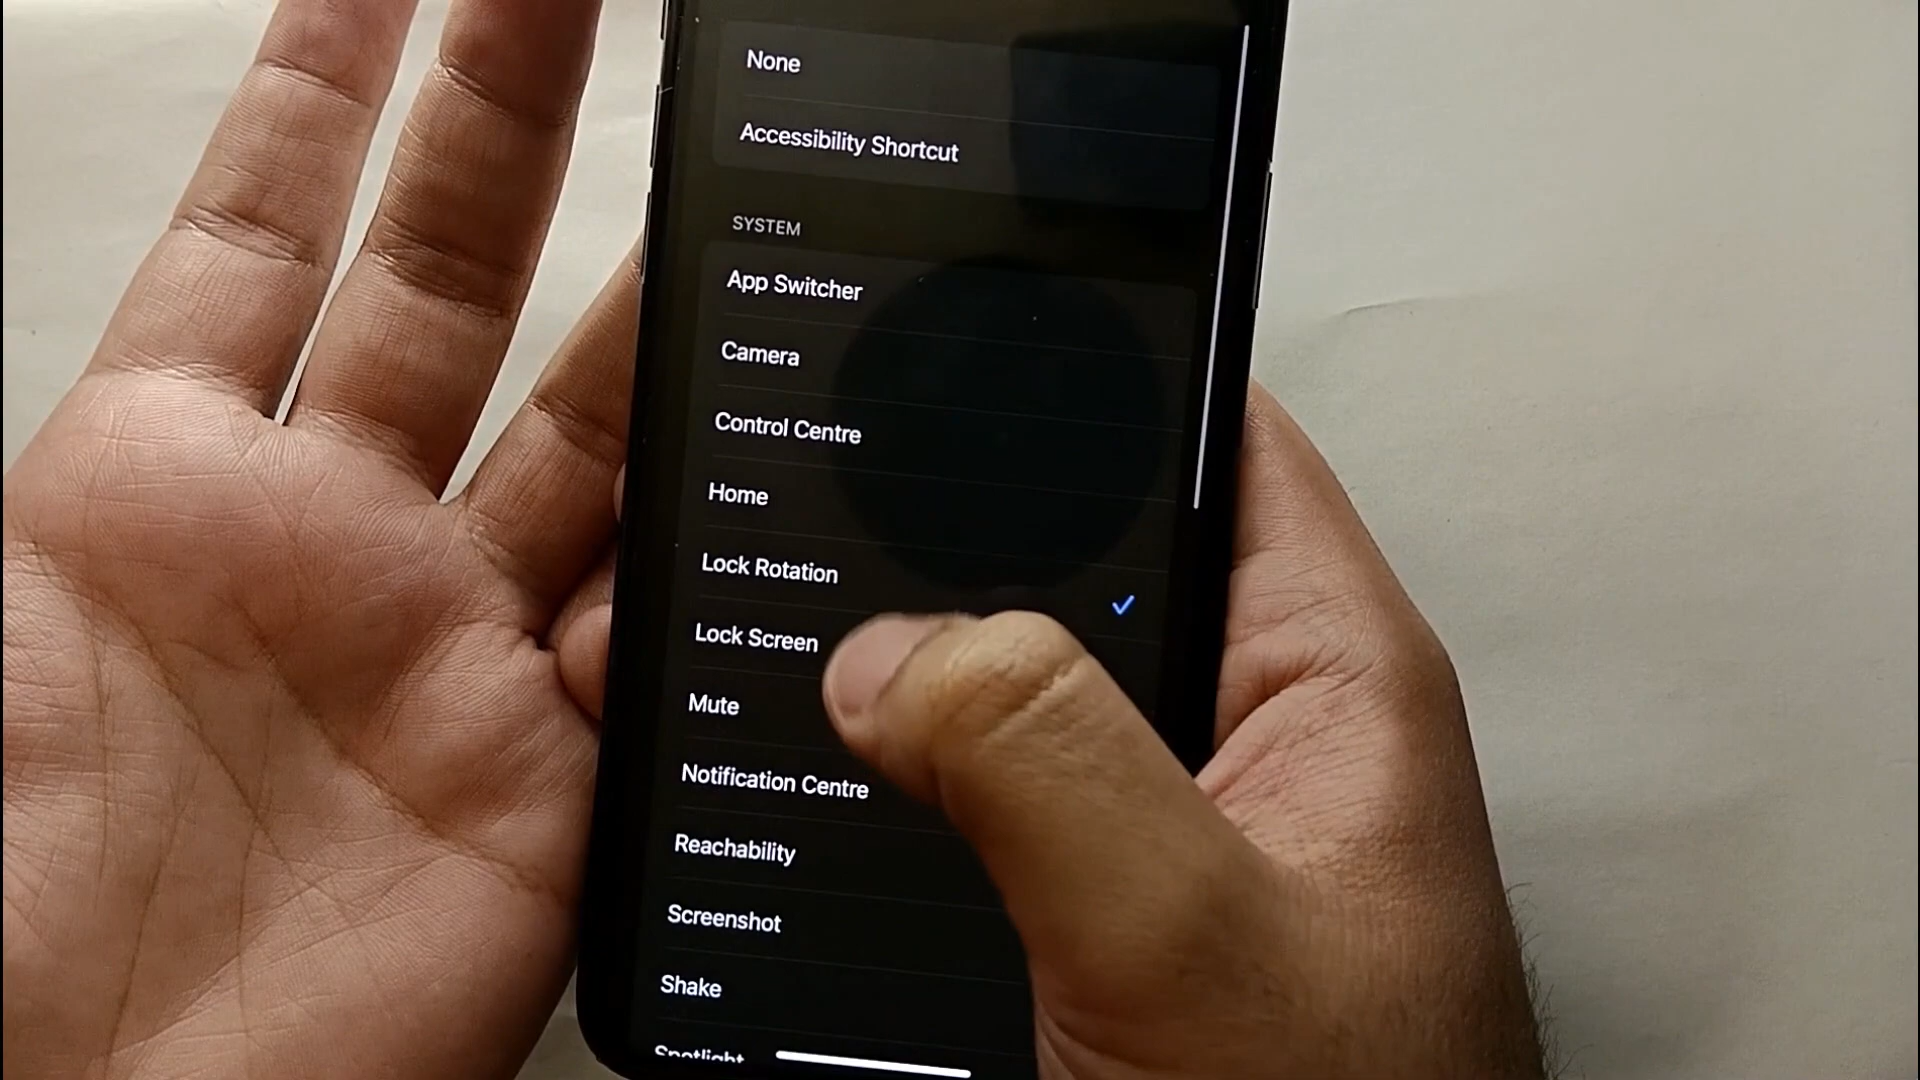 None
Accessibility Shortcut
SYSTEM
App Switcher
Camera
Control Centre
Home
Lock Rotation
Lock Screen
Mute
Notification Centre
Reachability
Screenshot
Shake
Spotlight